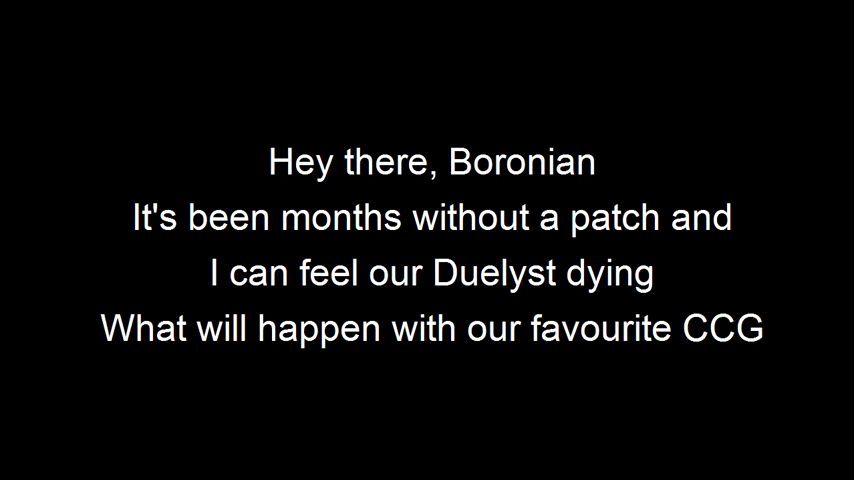 Hey there, Boronian
It's been months without a patch and
I can feel our Duelyst dying
What will happen with our favourite CCG